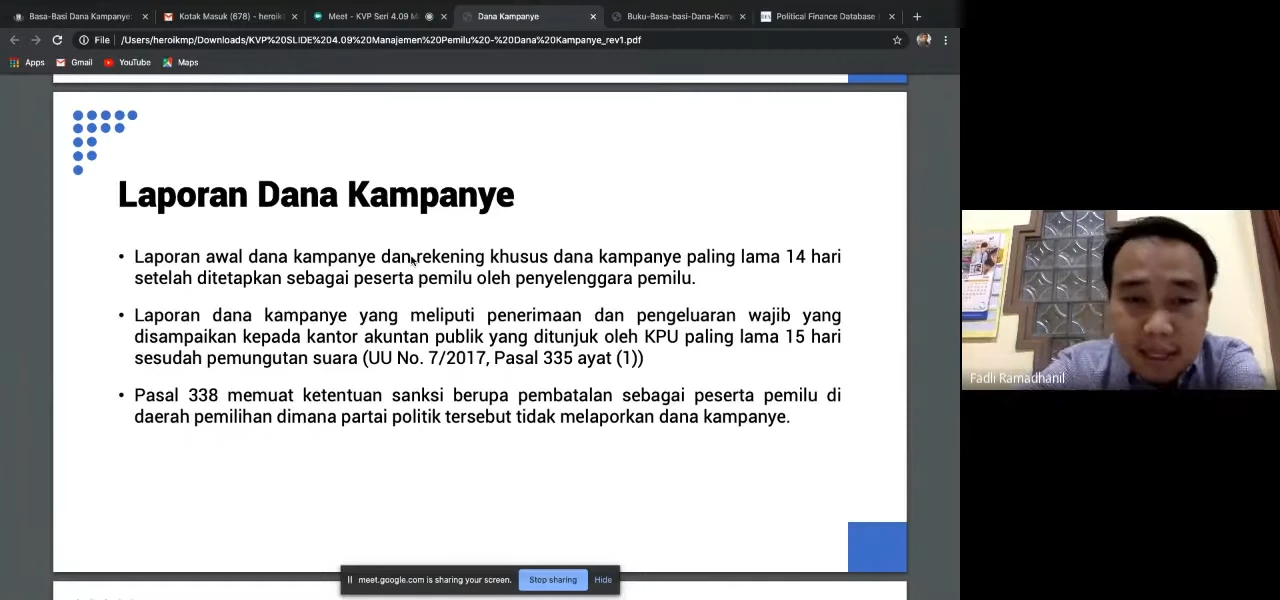 Basa-Basi Dana Kampanye:
Kotak Masuk (678) - heroik
Meet - KVP Seri 4.09 M
Dana Kampanye
Buku-Basa-basi-Dana-Kam
Political Finance Database
File
/Users/heroikmp/Downloads/KVP%20SLIDE%204.09%20Manajemen%20Pemilu%20-%20Dana%20Kampanye_rev1.pdf
Apps
Gmail
YouTube
Maps
Laporan Dana Kampanye
• Laporan awal dana kampanye dan rekening khusus dana kampanye paling lama 14 hari
setelah ditetapkan sebagai peserta pemilu oleh penyelenggara pemilu.
• Laporan dana kampanye yang meliputi penerimaan dan pengeluaran wajib yang
disampaikan kepada kantor akuntan publik yang ditunjuk oleh KPU paling lama 15 hari
sesudah pemungutan suara (UU No. 7/2017, Pasal 335 ayat (1))
• Pasal 338 memuat ketentuan sanksi berupa pembatalan sebagai peserta pemilu di
daerah pemilihan dimana partai politik tersebut tidak melaporkan dana kampanye.
Fadli Ramadhanil
meet.google.com is sharing your screen.
Stop sharing
Hide